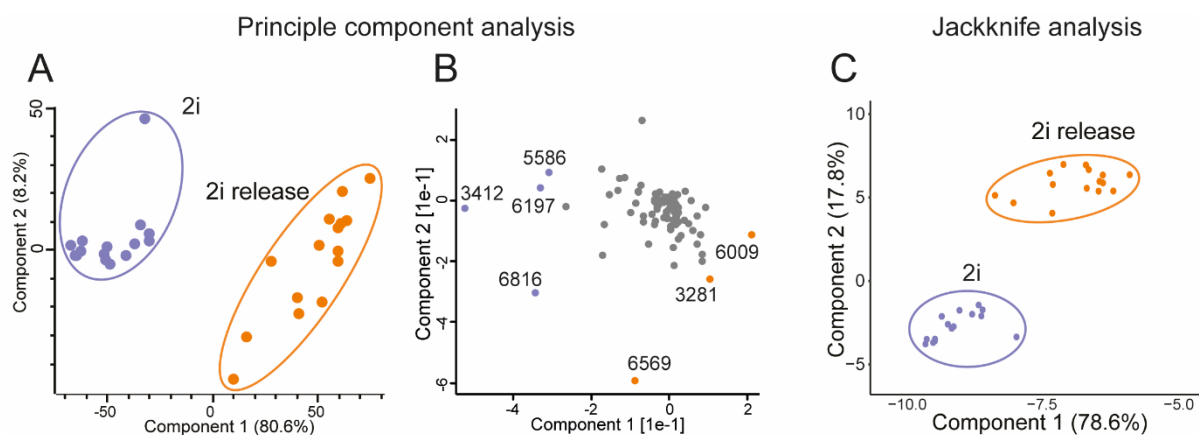 Principle component analysis
Jackknife analysis
A
2i
2i release
50
0
Component 2 (8.2%)
-50
0
50
Component 1 (80.6%)
B
5586
3412
6197
6816
6009
3281
6569
0
-2
-4
-6
Component 2 [1e-1]
-4
-2
0
2
Component 1 [1e-1]
C
2i release
2i
10
5
0
−5
Component 2 (17.8%)
-10.0
-7.5
-5.0
Component 1 (78.6%)